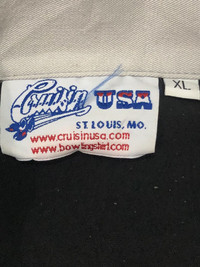 Cruisin USA
XL
ST. LOUIS, MO.
www.cruisinusa.com
www.bowlingshirt.com